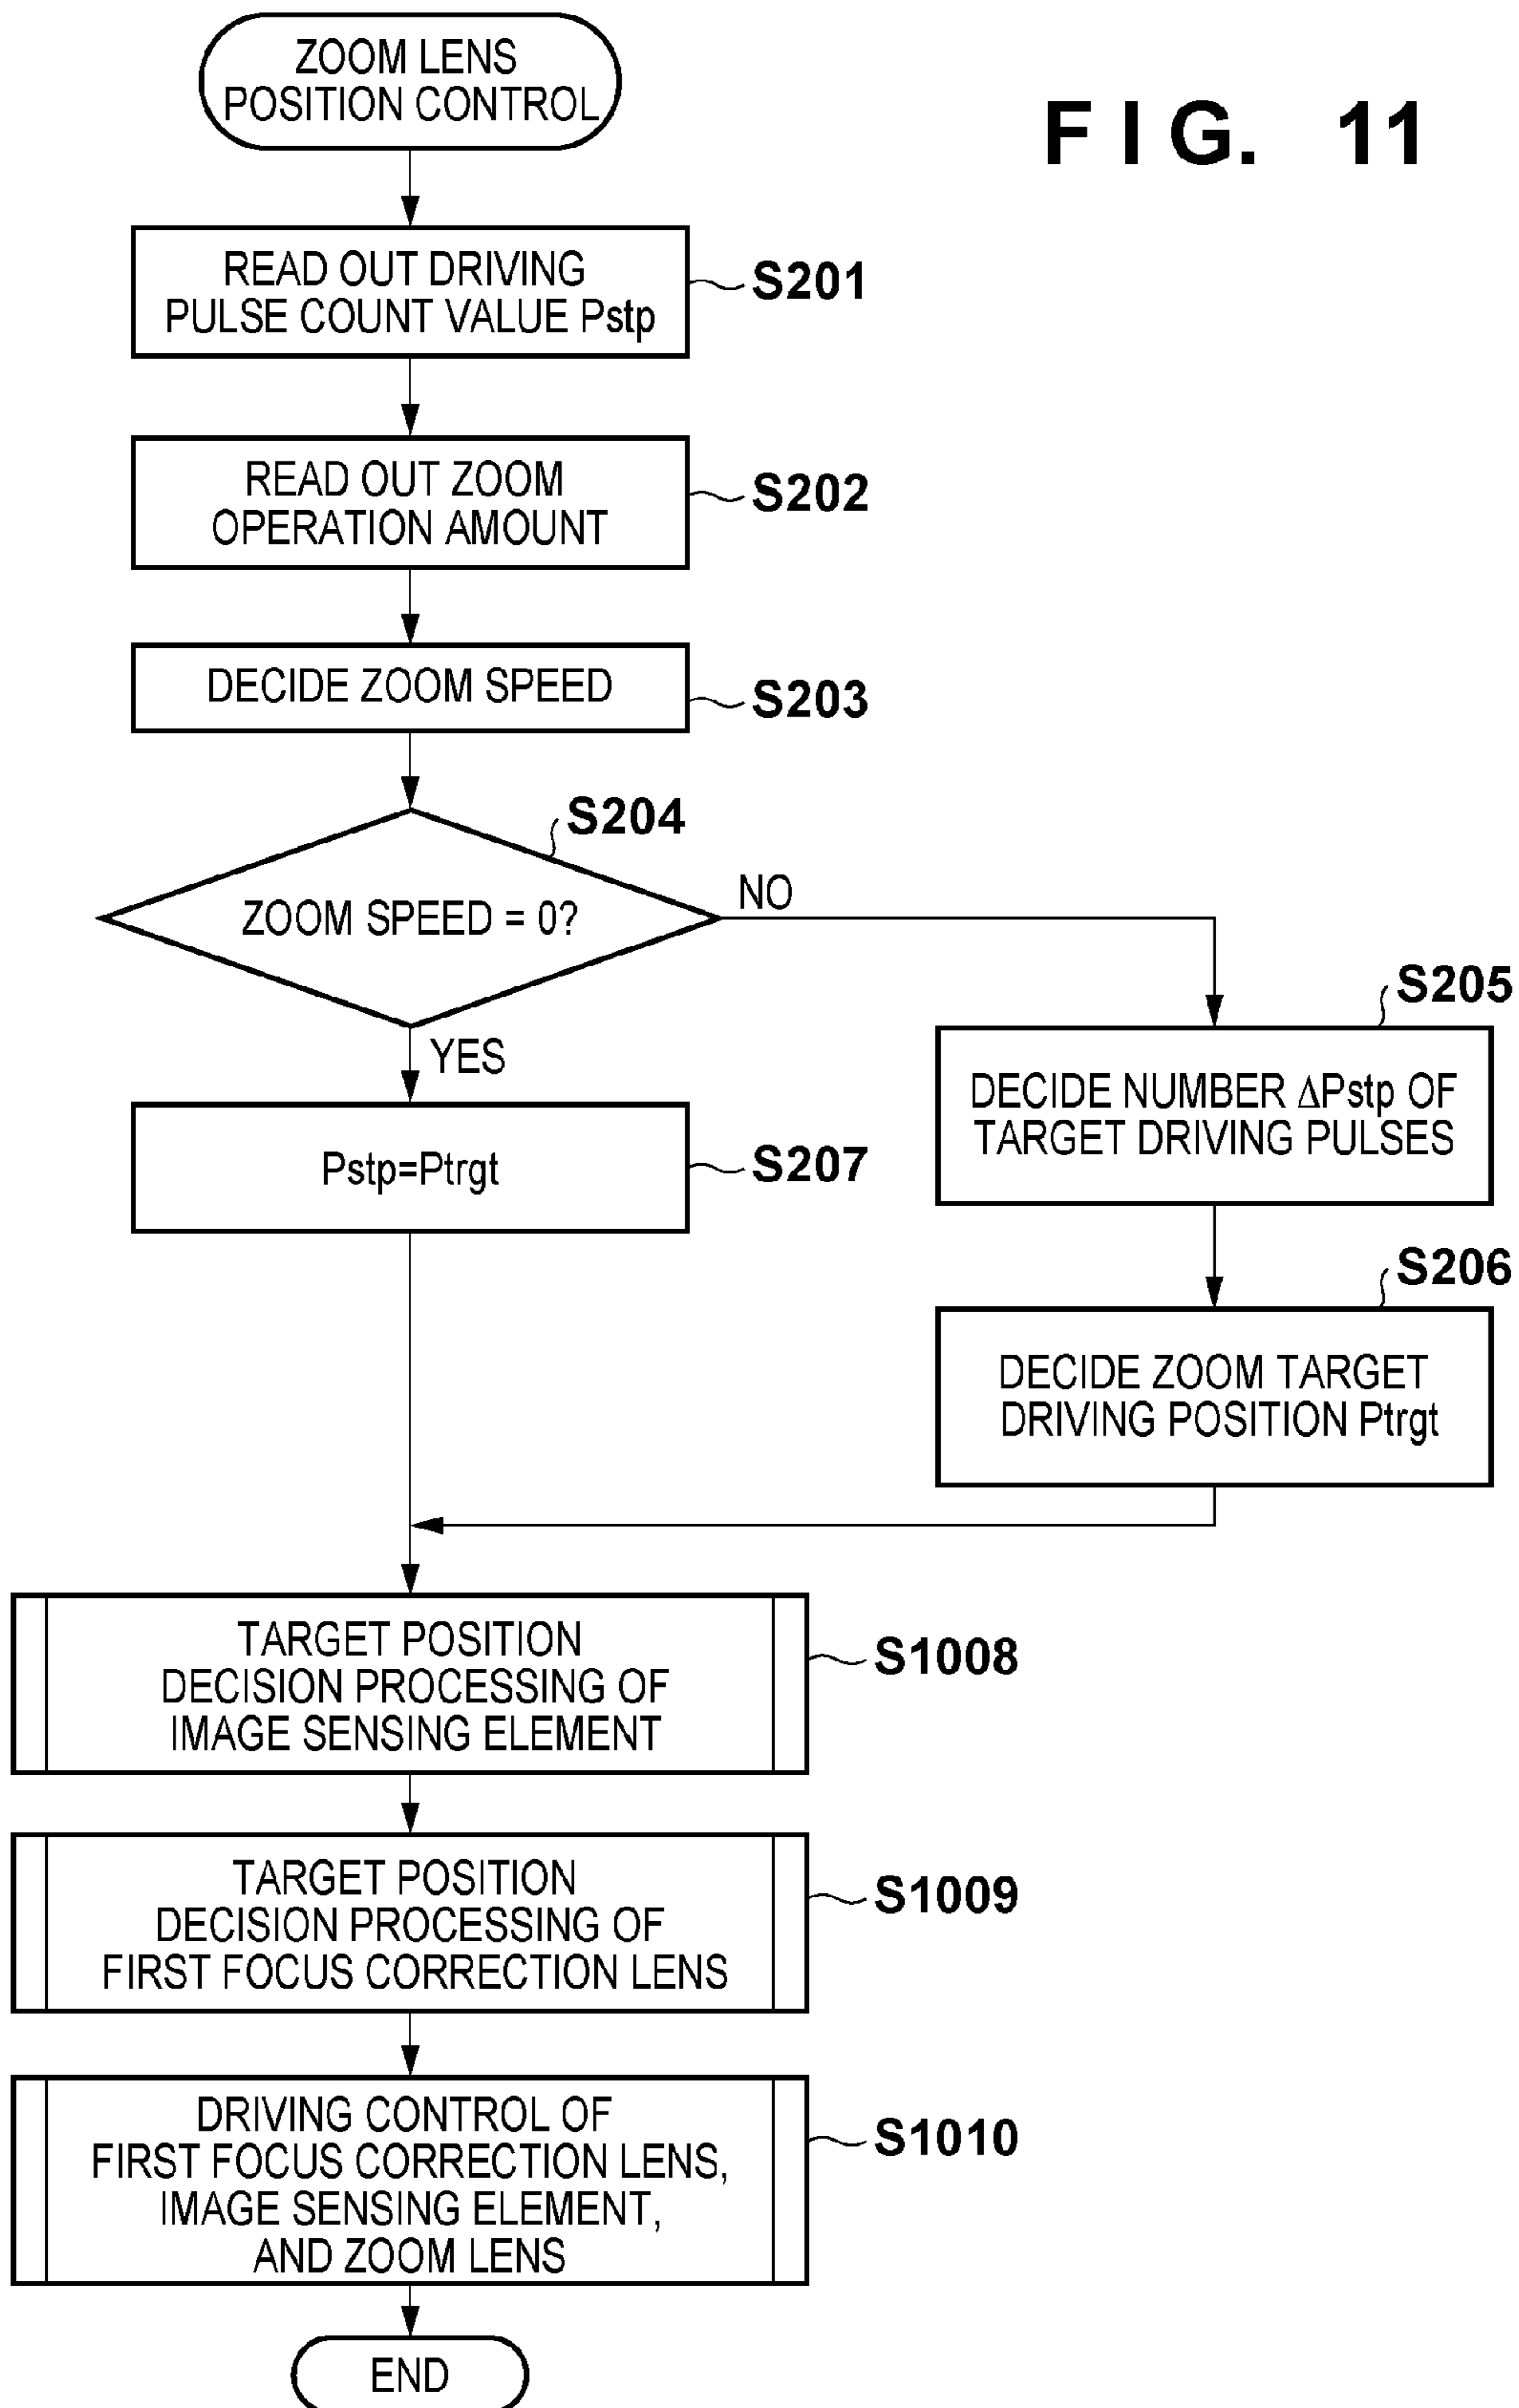 ZOOM LENS
POSITION CONTROL
FIG. 11
READ OUT DRIVING
PULSE COUNT VALUE Pstp
S201
READ OUT ZOOM
OPERATION AMOUNT
S202
DECIDE ZOOM SPEED
S203
S204
ZOOM SPEED = 0?
NO
YES
S205
DECIDE NUMBER ΔPstp OF
TARGET DRIVING PULSES
Pstp=Ptrgt
S207
S206
DECIDE ZOOM TARGET
DRIVING POSITION Ptrgt
TARGET POSITION
DECISION PROCESSING OF
IMAGE SENSING ELEMENT
S1008
TARGET POSITION
DECISION PROCESSING OF
FIRST FOCUS CORRECTION LENS
S1009
DRIVING CONTROL OF
FIRST FOCUS CORRECTION LENS,
IMAGE SENSING ELEMENT,
AND ZOOM LENS
S1010
END